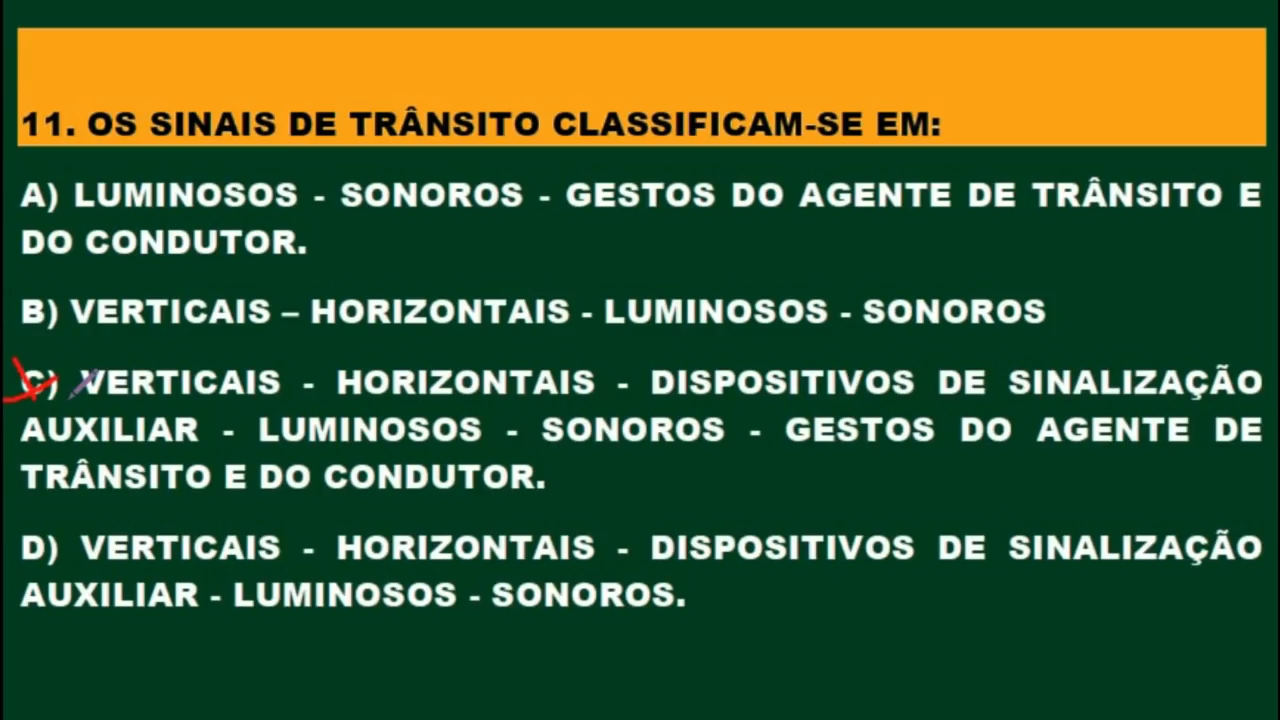 11. OS SINAIS DE TRÂNSITO CLASSIFICAM-SE EM:
A) LUMINOSOS - SONOROS - GESTOS DO AGENTE DE TRÂNSITO E
DO CONDUTOR.
B) VERTICAIS – HORIZONTAIS - LUMINOSOS - SONOROS
C) VERTICAIS - HORIZONTAIS - DISPOSITIVOS DE SINALIZAÇÃO
AUXILIAR - LUMINOSOS - SONOROS - GESTOS DO AGENTE DE
TRÂNSITO E DO CONDUTOR.
D) VERTICAIS - HORIZONTAIS - DISPOSITIVOS DE SINALIZAÇÃO
AUXILIAR - LUMINOSOS - SONOROS.